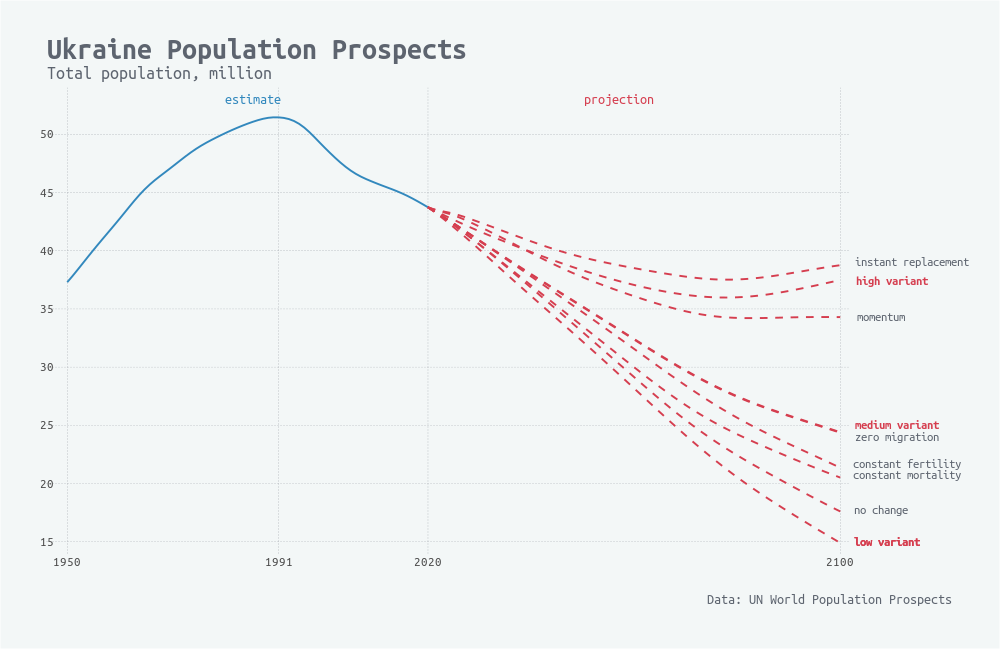 Ukraine Population Prospects
Total population, million
estimate
projection
50
45
40
35
30
25
20
15
instant replacement
high variant
momentum
medium variant
zero migration
constant fertility
constant mortality
no change
low variant
1950
1991
2020
2100
Data: UN World Population Prospects